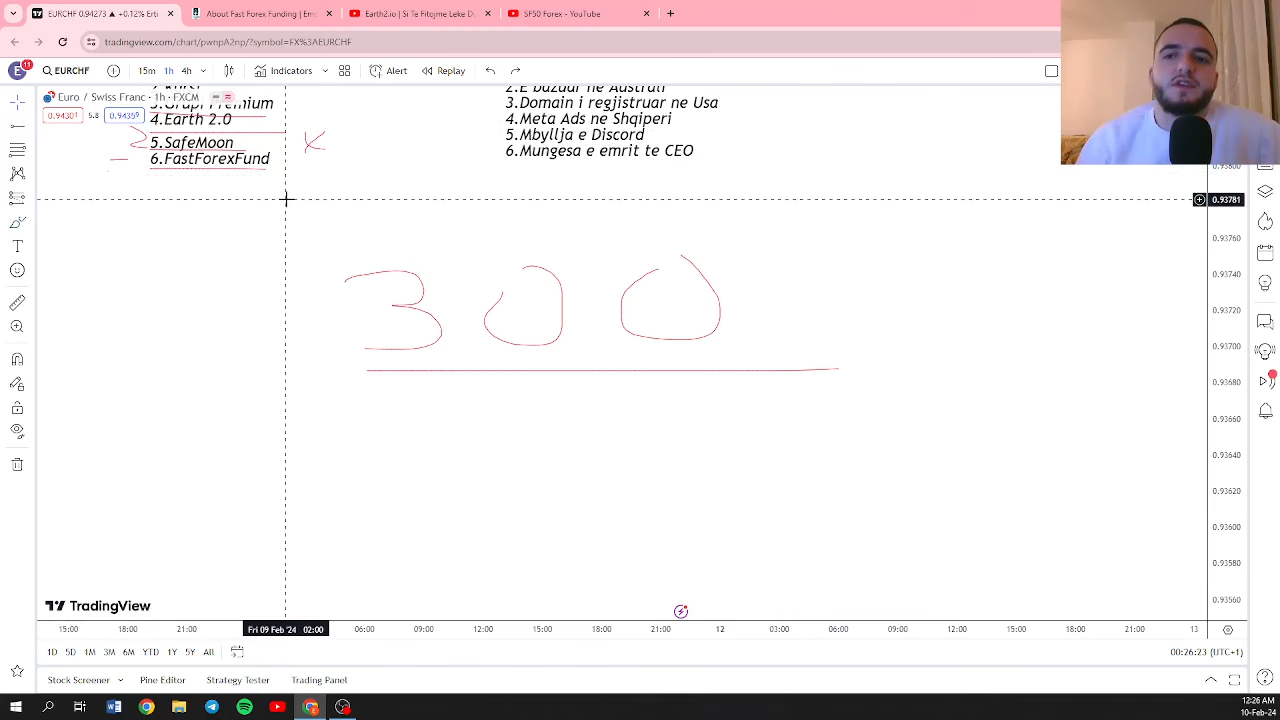 EURCHF ▲ +0.12% Entb
About Fast Forex Funding | Em
Earth2.io | Si Te Fitojme Leke D
SF50 Forex - YouTube
tradingview.com/chart/pwnpA2np/?symbol=FX%3AEURCHF
11
EURCHF
15m
1h
4h
Indicators
Alert
Replay
Euro / Swiss Franc · 1h · FXCM
0.94301
5.8
0.94359
4.Earth 2.0
5.SafeMoon
6.FastForexFund
2.E bazuar ne Australi
3.Domain i regjistruar ne Usa
4.Meta Ads ne Shqiperi
5.Mbyllja e Discord
6.Mungesa e emrit te CEO
300
0.93800
0.93781
0.93760
0.93740
0.93720
0.93700
0.93680
0.93660
0.93640
0.93620
0.93600
0.93580
0.93560
TradingView
15:00
18:00
21:00
Fri 09 Feb '24 02:00
06:00
09:00
12:00
15:00
18:00
21:00
12
03:00
06:00
09:00
12:00
15:00
18:00
21:00
13
1D 5D 1M 3M 6M YTD 1Y 5Y All
00:26:23 (UTC+1)
Stock Screener
Pine Editor
Strategy Tester
Trading Panel
12:26 AM
10-Feb-24